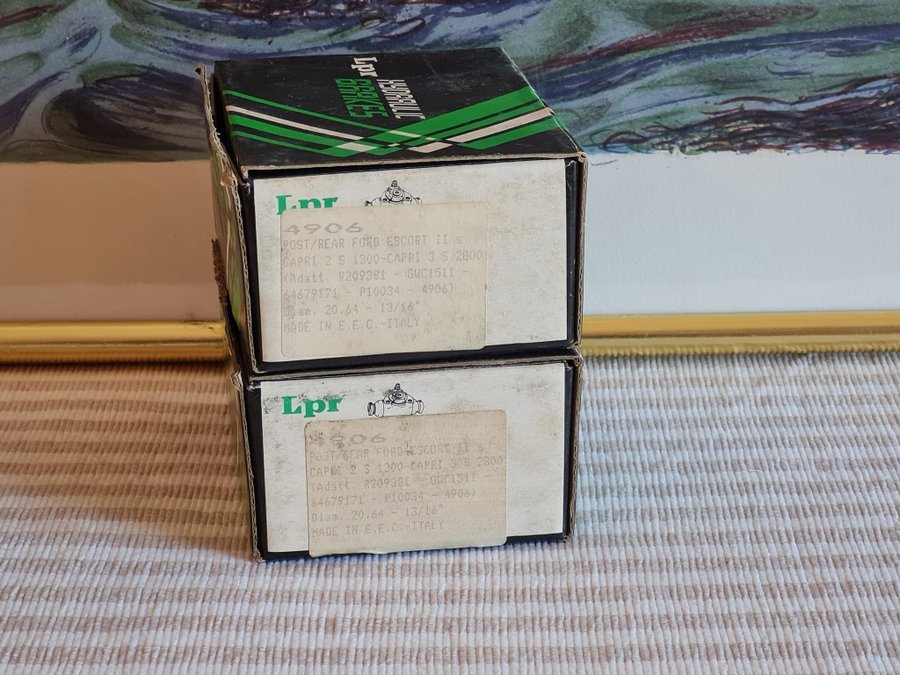 Lpr
BRAKES
HYDRAULIC
Lpr
4906
POST/REAR FORD ESCORT II s
CAPRI 2 S 1300-CAPRI 3 S 2800
(Adatt. R209381 - GWC1511 -
64679171 - P10034 - 4906)
Diam. 20.64 - 13/16"
MADE IN E.E.C.-ITALY
Lpr
4906
POST/REAR FORD ESCORT II s
CAPRI 2 S 1300-CAPRI 3 S 2800
(Adatt. R209381 - GWC1511 -
64679171 - P10034 - 4906)
Diam. 20.64 - 13/16"
MADE IN E.E.C.-ITALY